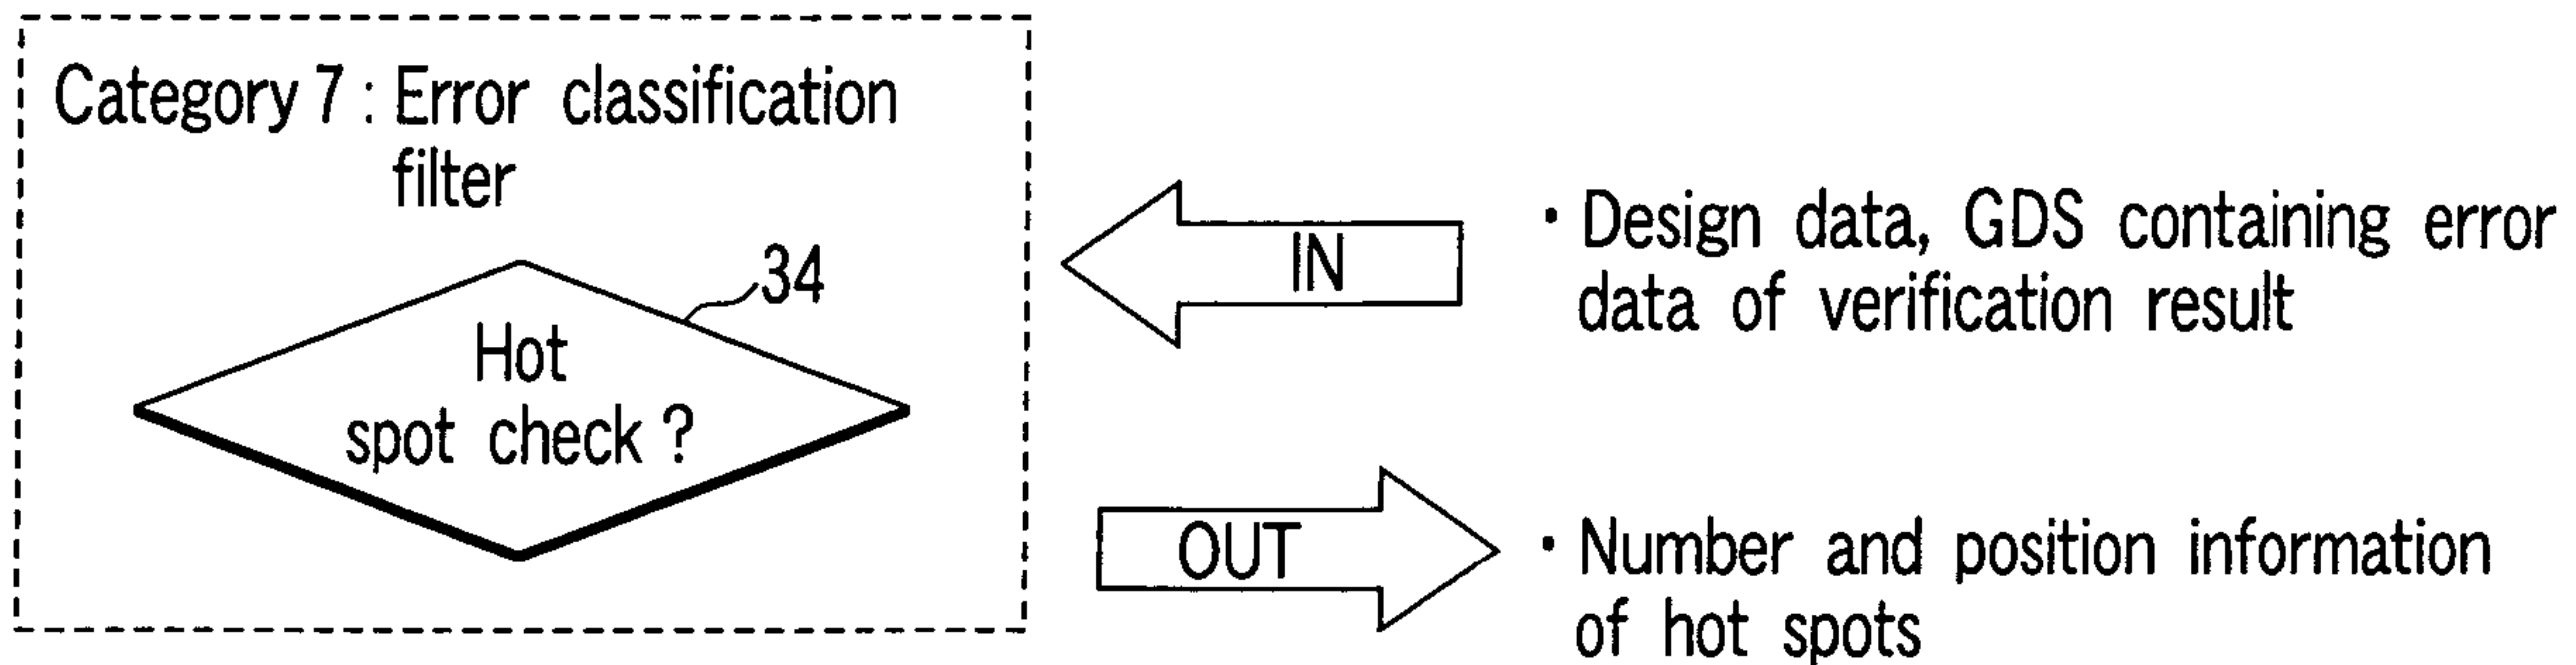 Category 7 : Error classification
filter
34
Hot
spot check ?
IN
· Design data, GDS containing error
data of verification result
OUT
· Number and position information
of hot spots